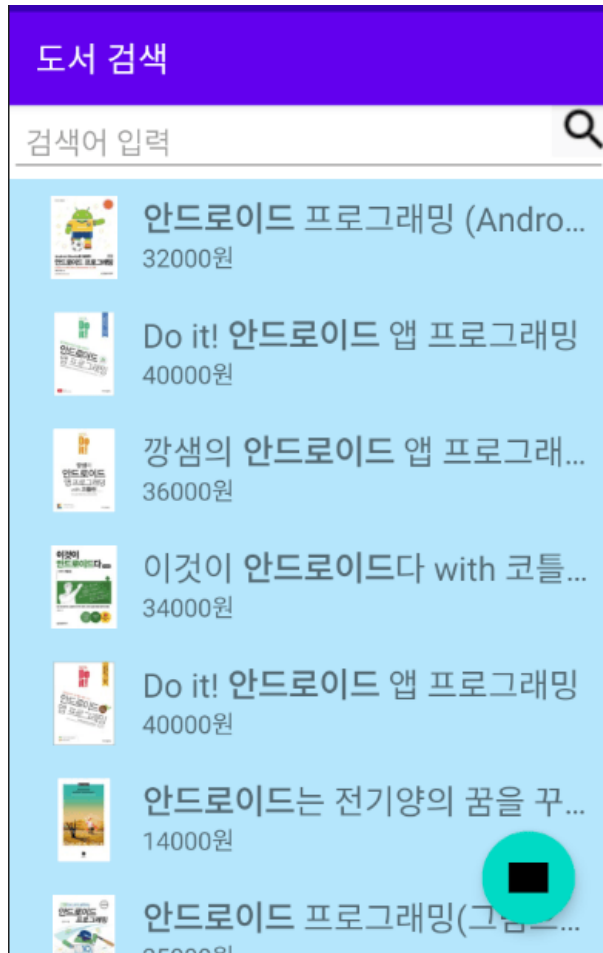 도서 검색
검색어 입력
안드로이드 프로그래밍 (Andro...
32000원
Do it! 안드로이드 앱 프로그래밍
40000원
깡샘의 안드로이드 앱 프로그래...
36000원
이것이 안드로이드다 with 코틀...
34000원
Do it! 안드로이드 앱 프로그래밍
40000원
안드로이드는 전기양의 꿈을 꾸...
14000원
안드로이드 프로그래밍(그림으...